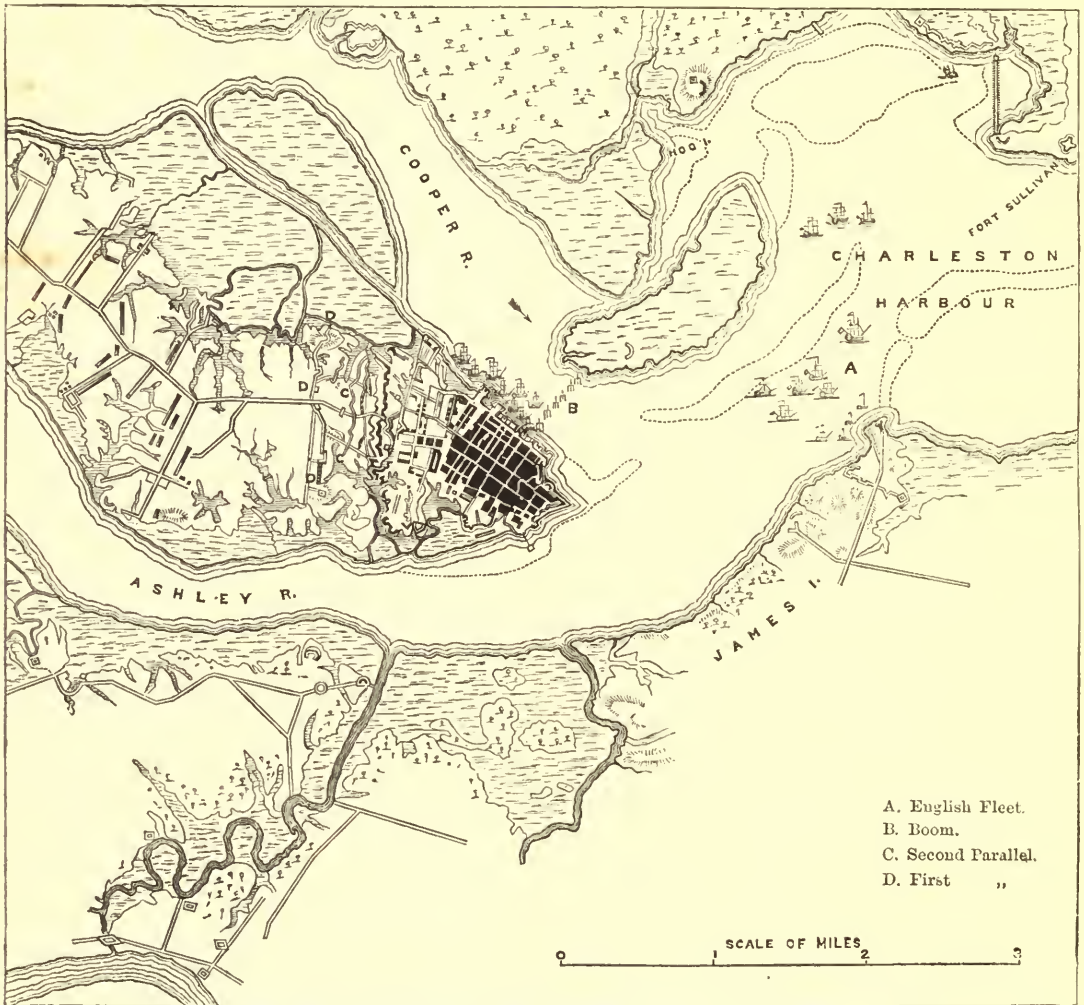 COOPER R.
HOG I.
FORT SULLIVAN
CHARLESTON
HARBOUR
A
B
D
D
C
D
ASHLEY R.
JAMES I.
A. English Fleet.
B. Boom.
C. Second Parallel.
D. First „
SCALE OF MILES
0 1 2 3